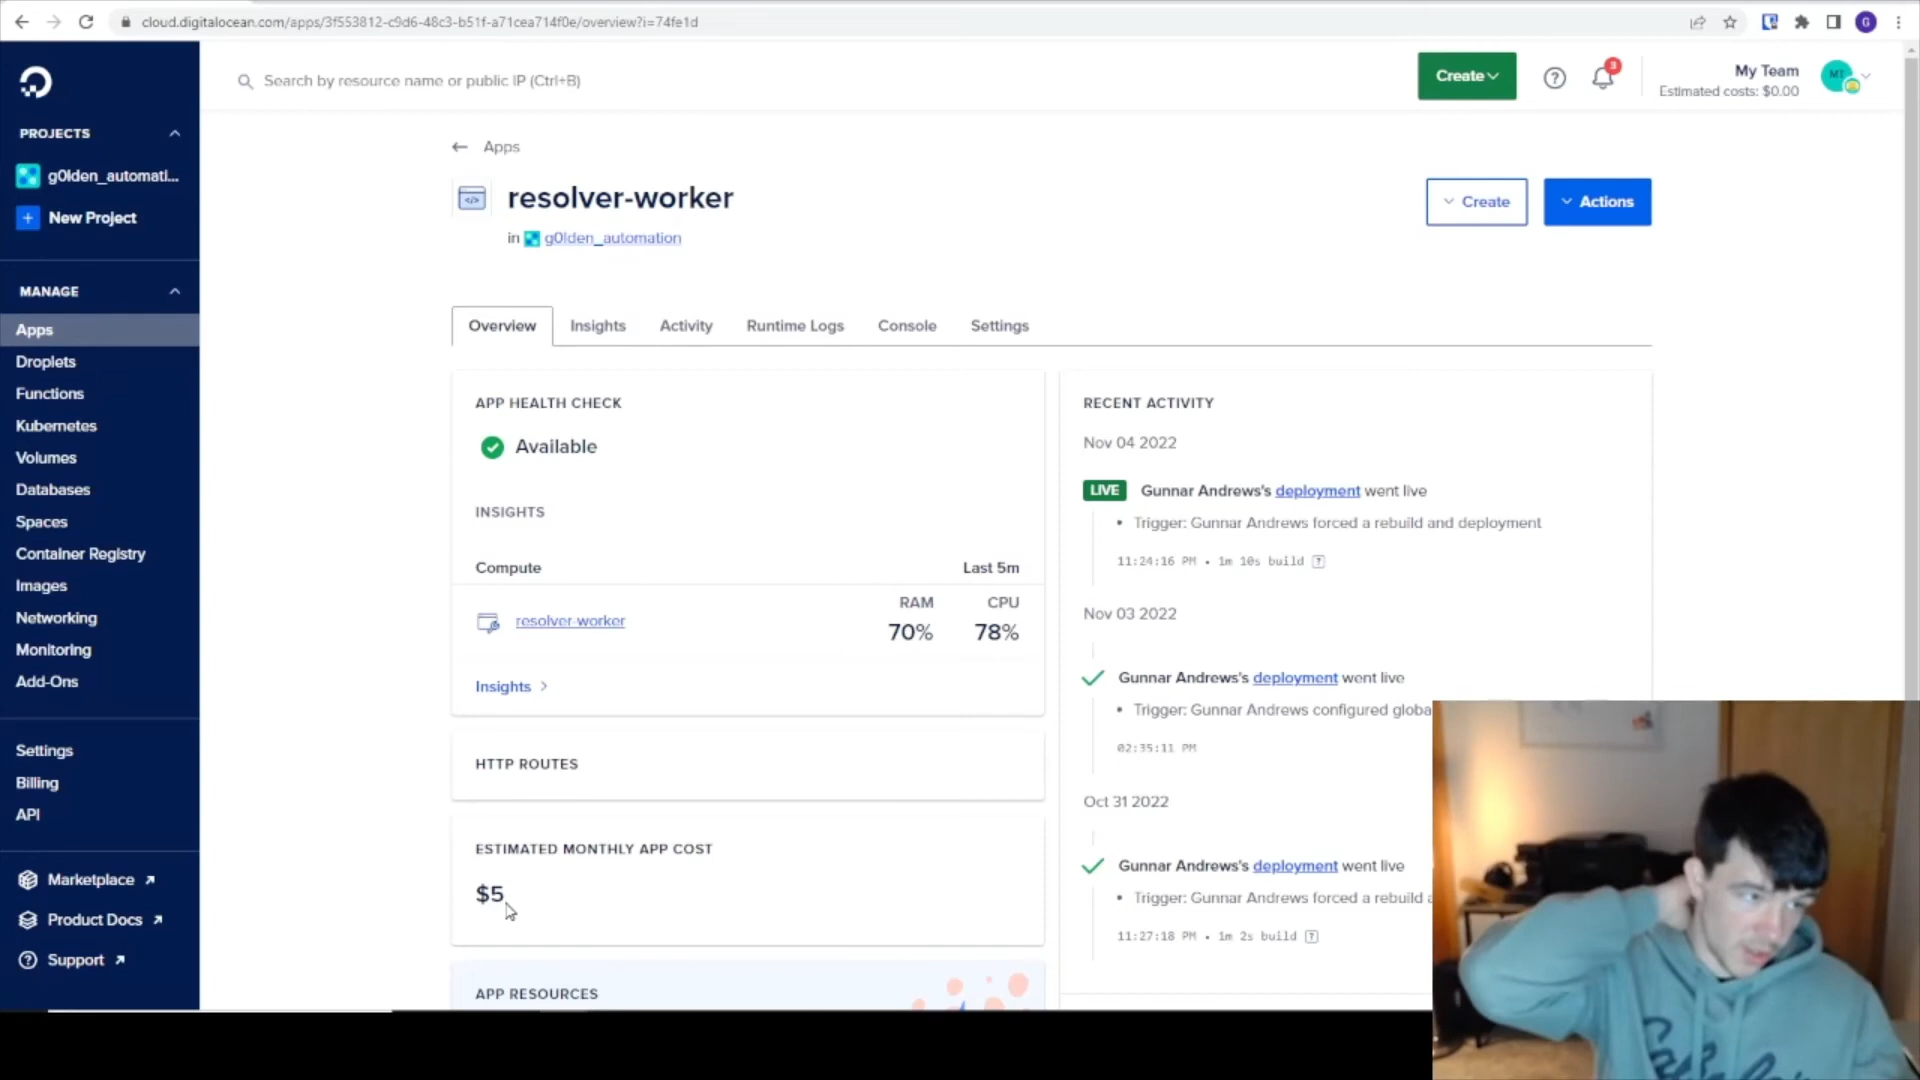 cloud.digitalocean.com/apps/3f553812-c9d6-48c3-b51f-a71cea714f0e/overview?i=74fe1d
G
Search by resource name or public IP (Ctrl+B)
Create
3
My Team
Estimated costs: $0.00
MT
PROJECTS
g0lden_automati...
New Project
MANAGE
Apps
Droplets
Functions
Kubernetes
Volumes
Databases
Spaces
Container Registry
Images
Networking
Monitoring
Add-Ons
Settings
Billing
API
Marketplace
Product Docs
Support
Apps
resolver-worker
in g0lden_automation
Create
Actions
Overview
Insights
Activity
Runtime Logs
Console
Settings
APP HEALTH CHECK
Available
INSIGHTS
Compute
Last 5m
RAM
CPU
resolver-worker
70%
78%
Insights
HTTP ROUTES
ESTIMATED MONTHLY APP COST
$5
APP RESOURCES
RECENT ACTIVITY
Nov 04 2022
LIVE Gunnar Andrews's deployment went live
• Trigger: Gunnar Andrews forced a rebuild and deployment
11:24:16 PM • 1m 10s build ?
Nov 03 2022
Gunnar Andrews's deployment went live
• Trigger: Gunnar Andrews configured globa
02:35:11 PM
Oct 31 2022
Gunnar Andrews's deployment went live
• Trigger: Gunnar Andrews forced a rebuild a
11:27:18 PM • 1m 2s build ?